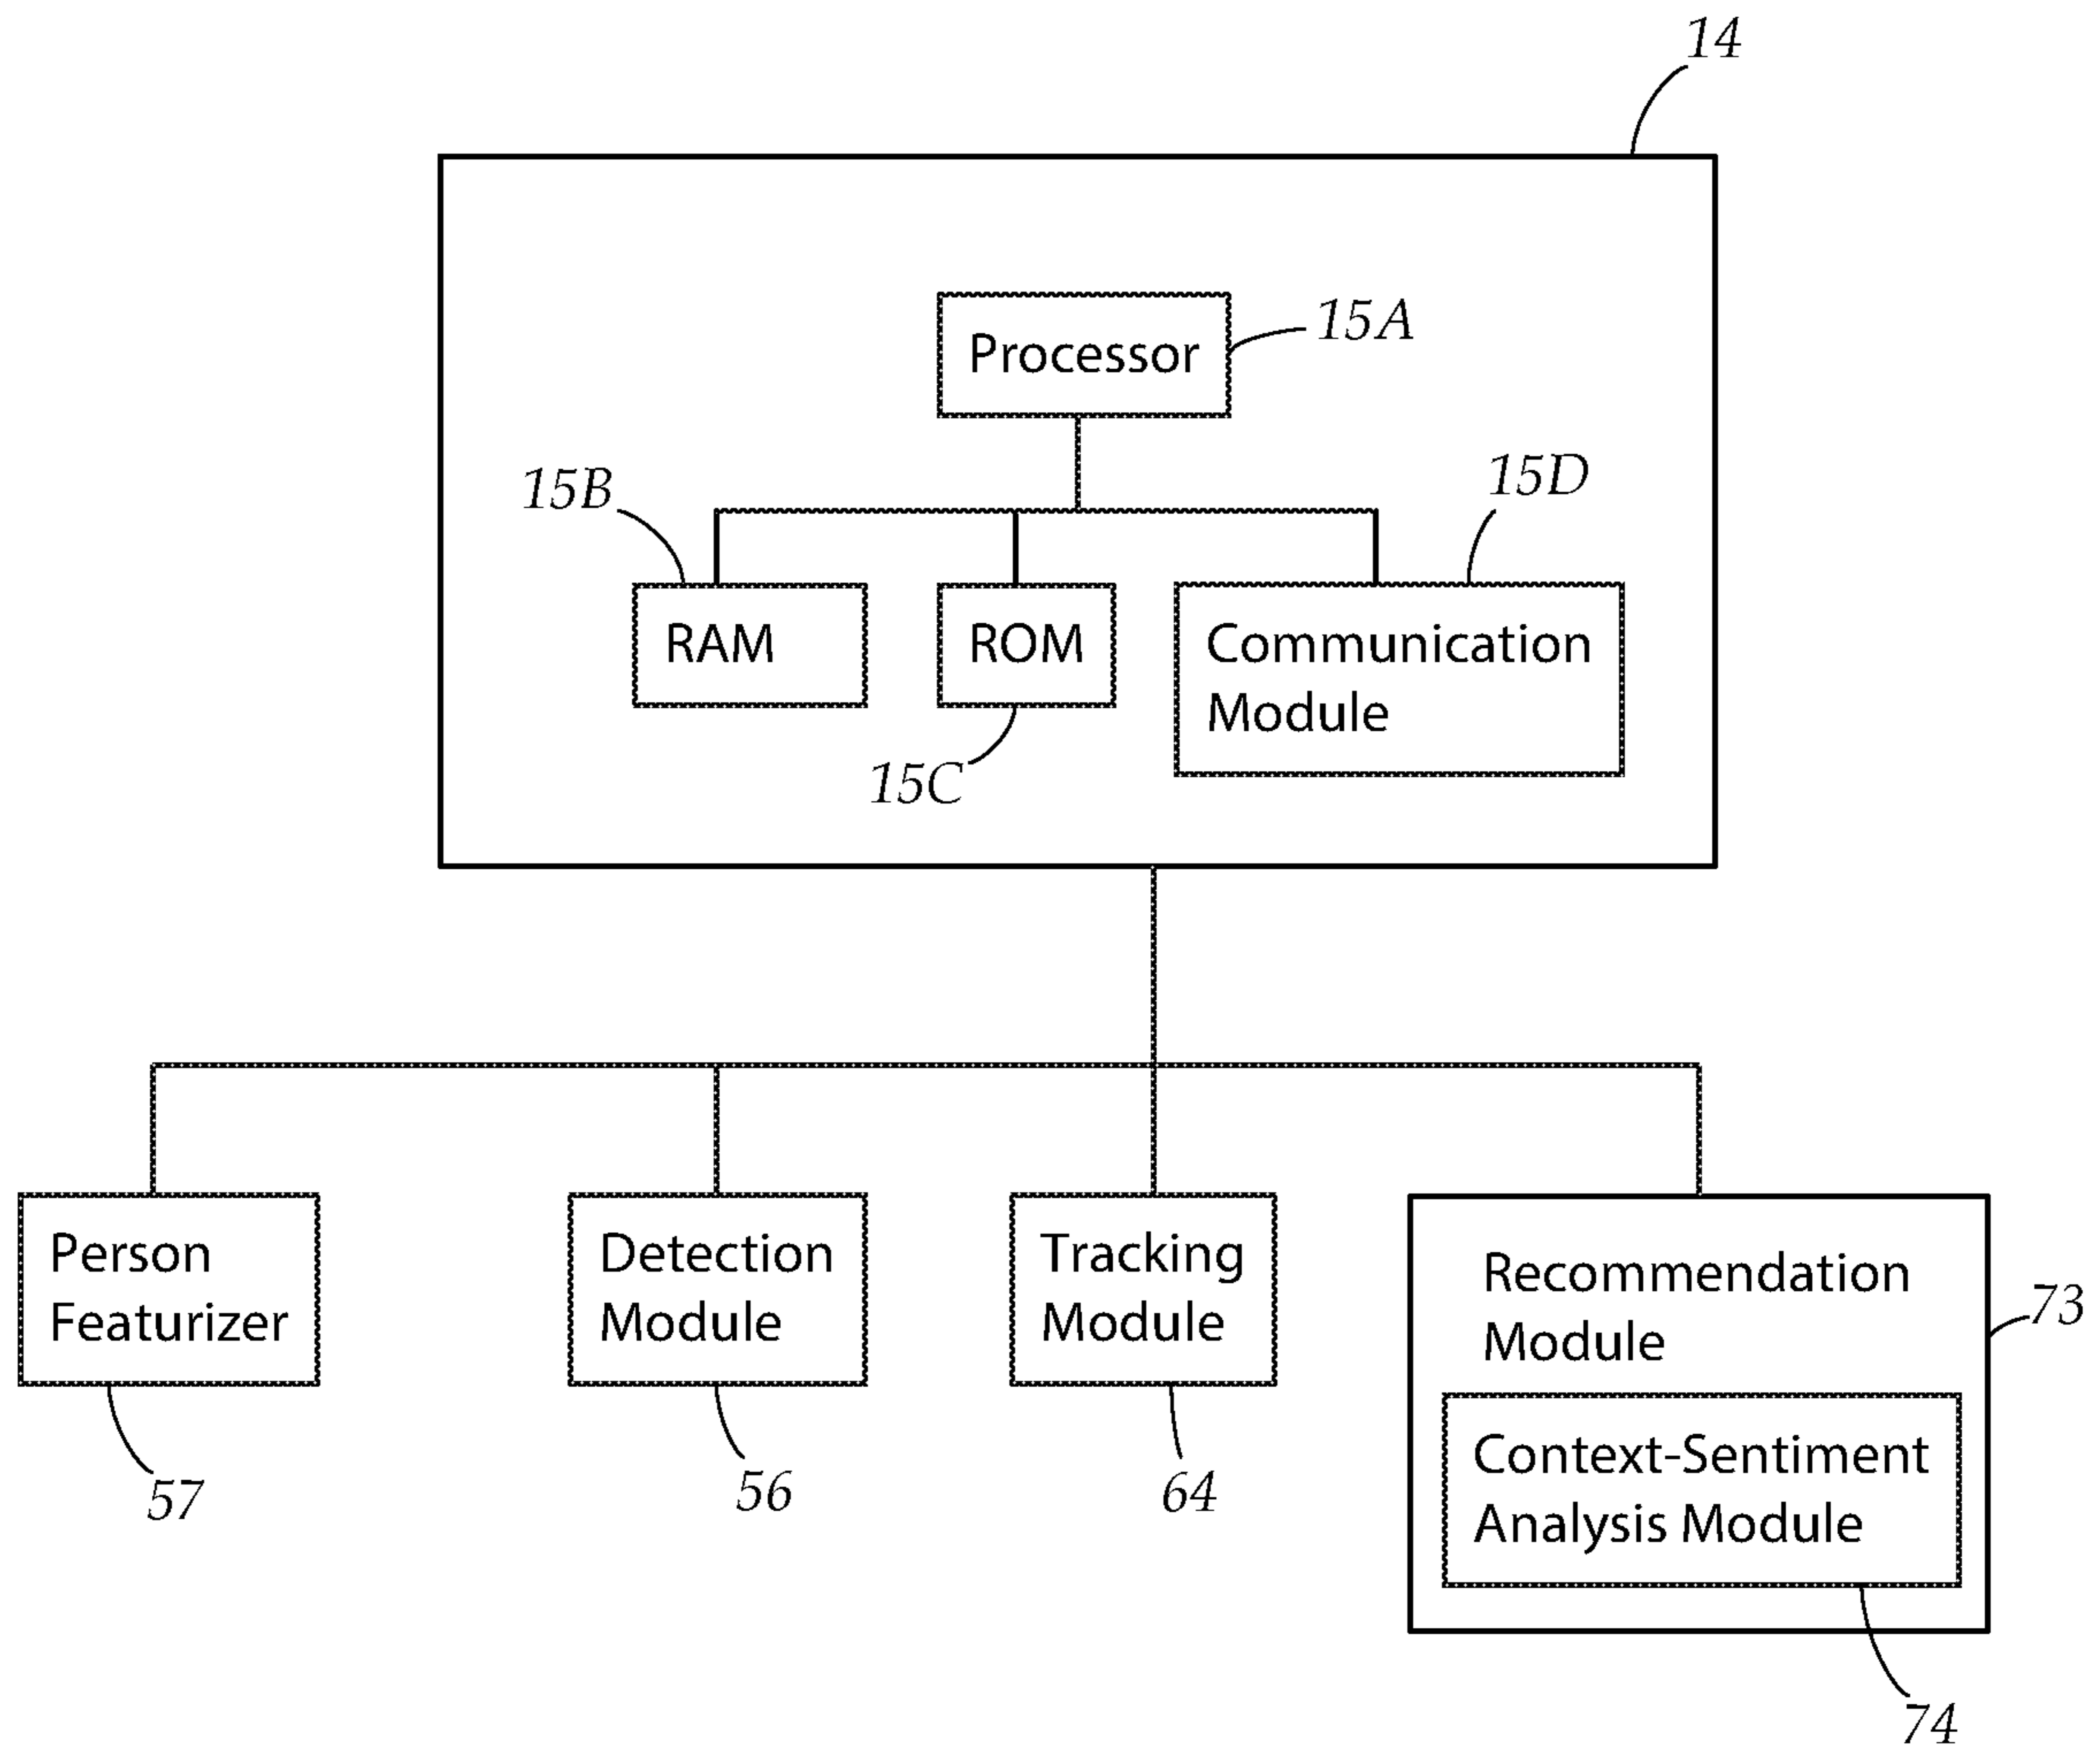 14
Processor
15A
15B
15D
RAM
ROM
Communication
Module
15C
Person
Featurizer
57
Detection
Module
56
Tracking
Module
64
Recommendation
Module
73
Context-Sentiment
Analysis Module
74